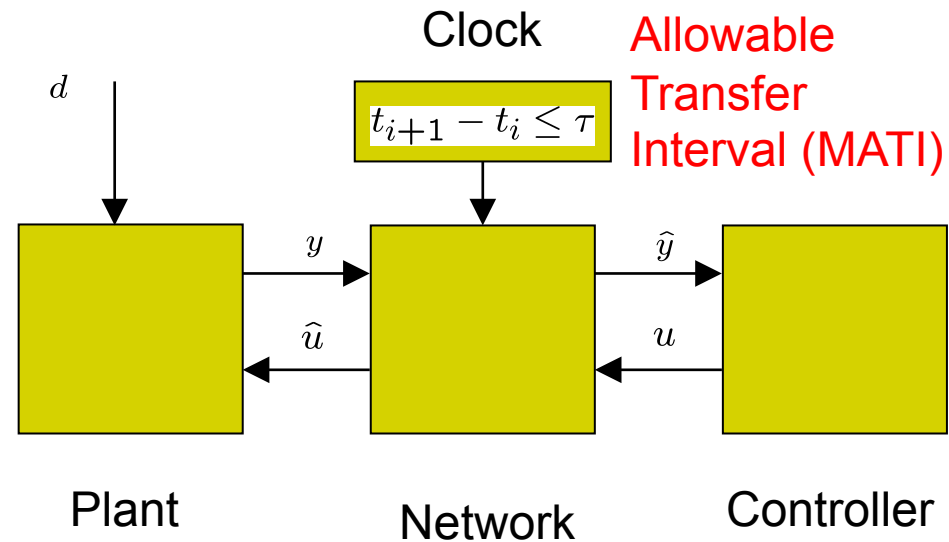 Clock
Allowable
Transfer
Interval (MATI)
d
t_{i+1} − t_i ≤ τ
y
ŷ
û
u
Plant
Network
Controller